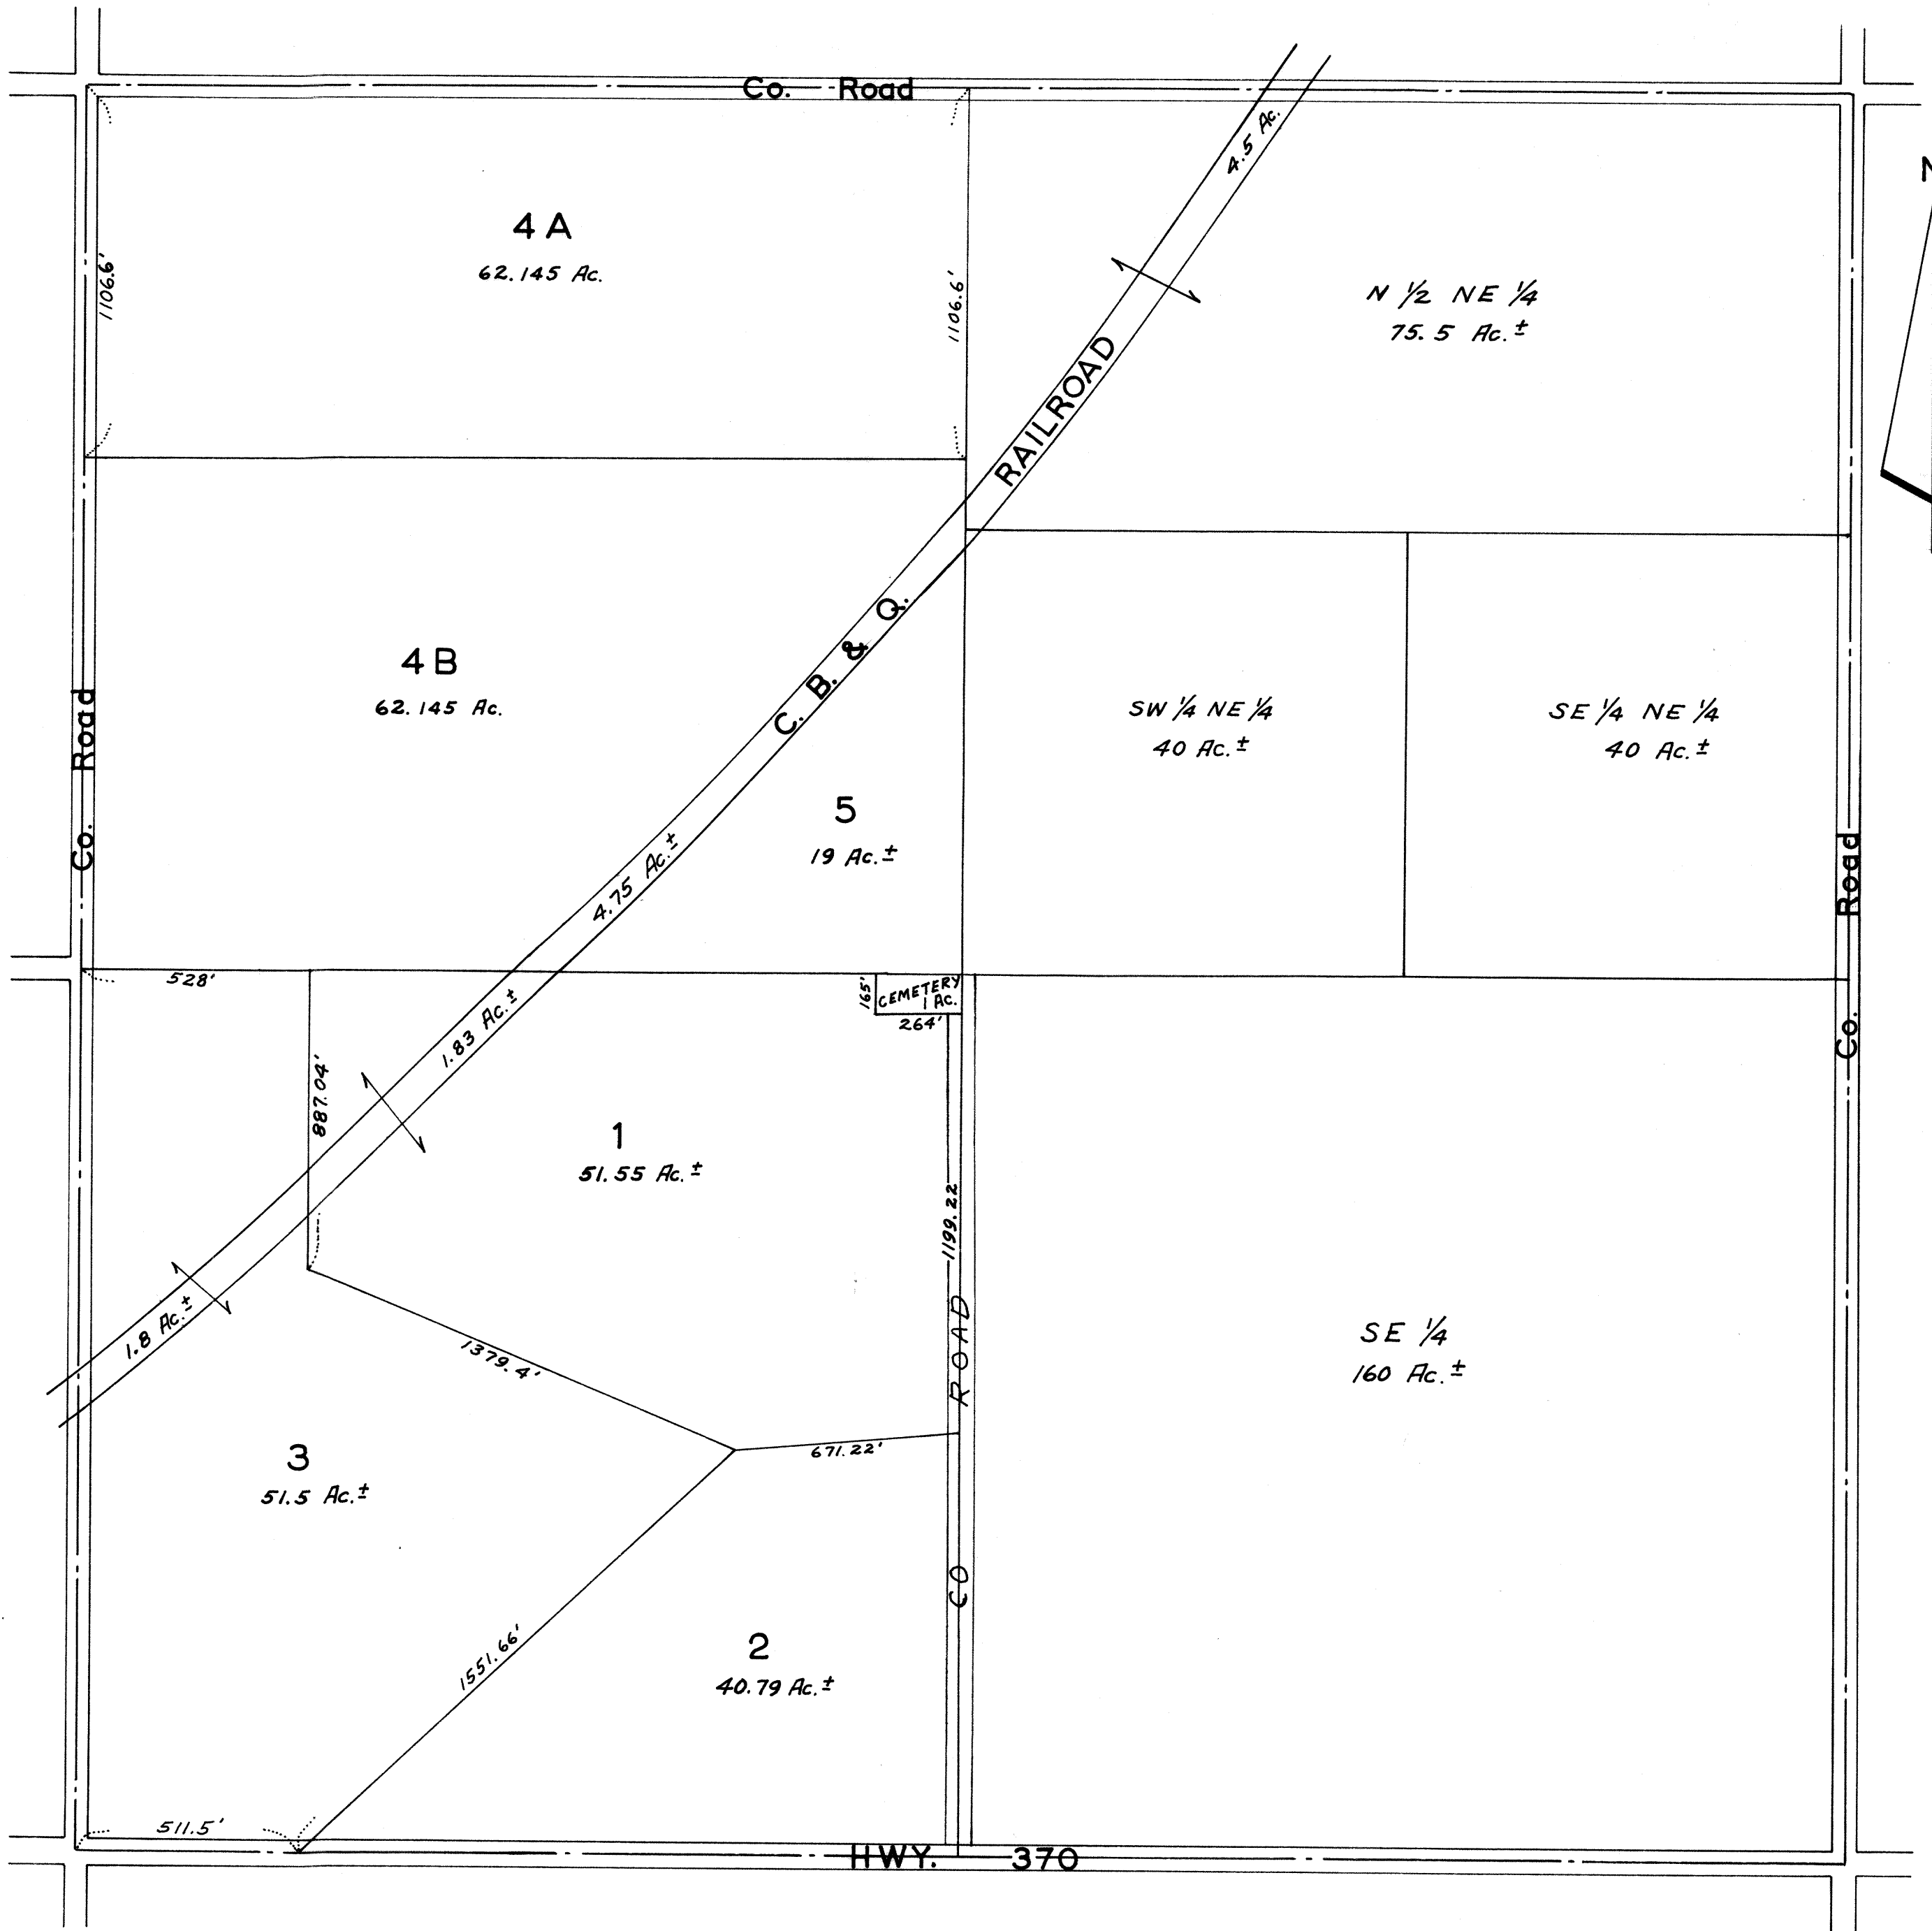 Co. Road
4.5 Ac.
N
4 A
62.145 Ac.
1106.6'
1106.6'
N ½ NE ¼
75.5 Ac.±
RAILROAD
C. B. & Q.
4 B
62.145 Ac.
Co. Road
SW ¼ NE ¼
40 Ac.±
SE ¼ NE ¼
40 Ac.±
5
19 Ac.±
4.75 Ac.±
Co. Road
528'
165'
CEMETERY
1 AC.
264'
1.83 Ac.±
887.04'
1
51.55 Ac.±
1199.22
1.8 Ac.±
1379.4'
CO ROAD
SE ¼
160 Ac.±
671.22'
3
51.5 Ac.±
1551.66'
2
40.79 Ac.±
511.5'
HWY. 370